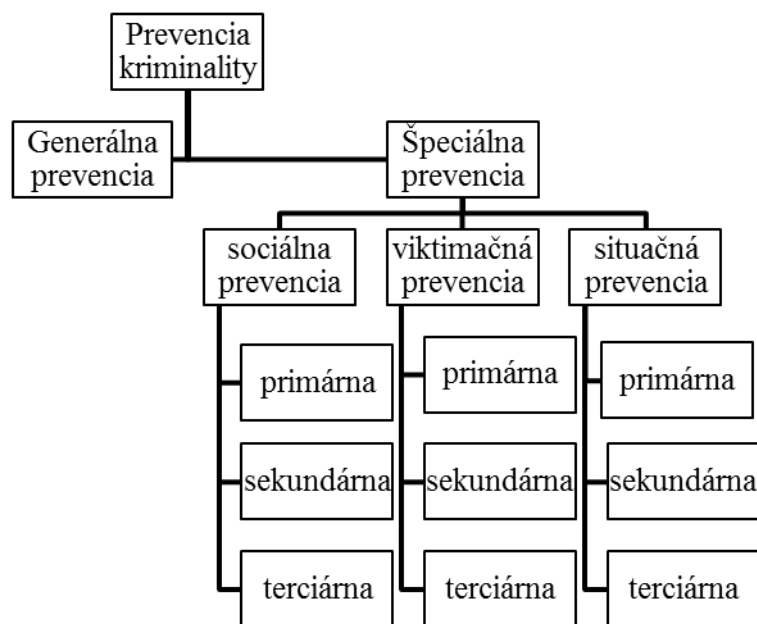 Prevencia
kriminality
Generálna
prevencia
Špeciálna
prevencia
sociálna
prevencia
viktimačná
prevencia
situačná
prevencia
primárna
primárna
primárna
sekundárna
sekundárna
sekundárna
terciárna
terciárna
terciárna